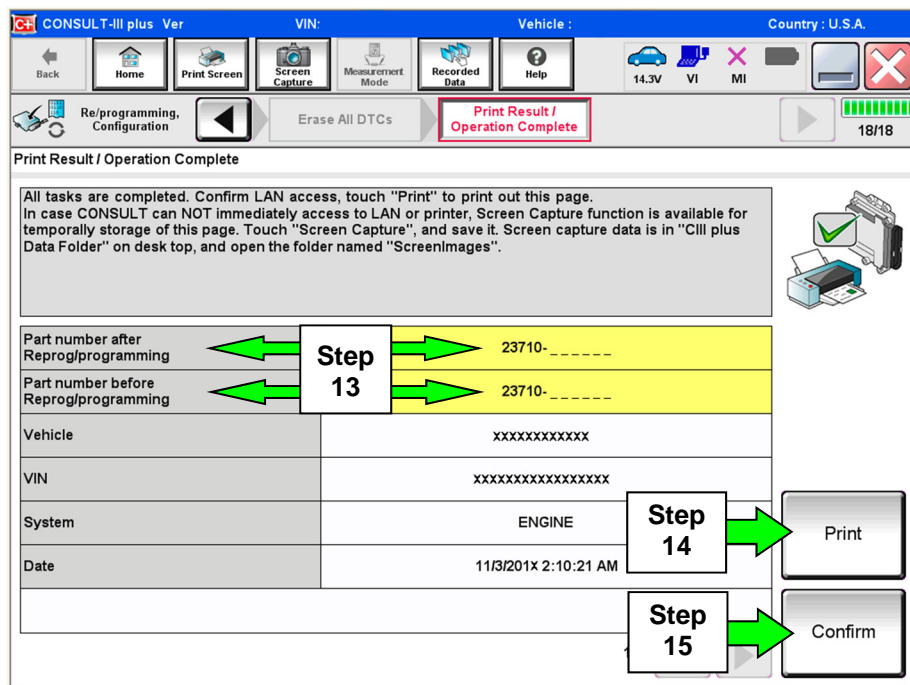 C+ CONSULT-III plus Ver VIN: Vehicle : Country : U.S.A.
Back Home Print Screen Screen Capture Measurement Mode Recorded Data Help 14.3V VI MI
Re/programming, Configuration Erase All DTCs Print Result / Operation Complete 18/18
Print Result / Operation Complete
All tasks are completed. Confirm LAN access, touch "Print" to print out this page.
In case CONSULT can NOT immediately access to LAN or printer, Screen Capture function is available for
temporally storage of this page. Touch "Screen Capture", and save it. Screen capture data is in "CIII plus
Data Folder" on desk top, and open the folder named "ScreenImages".
Part number after
Reprog/programming
23710-______
Step
13
Part number before
Reprog/programming
23710-______
Vehicle xxxxxxxxxxxx
VIN xxxxxxxxxxxxxxxxx
System ENGINE
Step
14
Print
Date 11/3/201X 2:10:21 AM
Step
15
Confirm